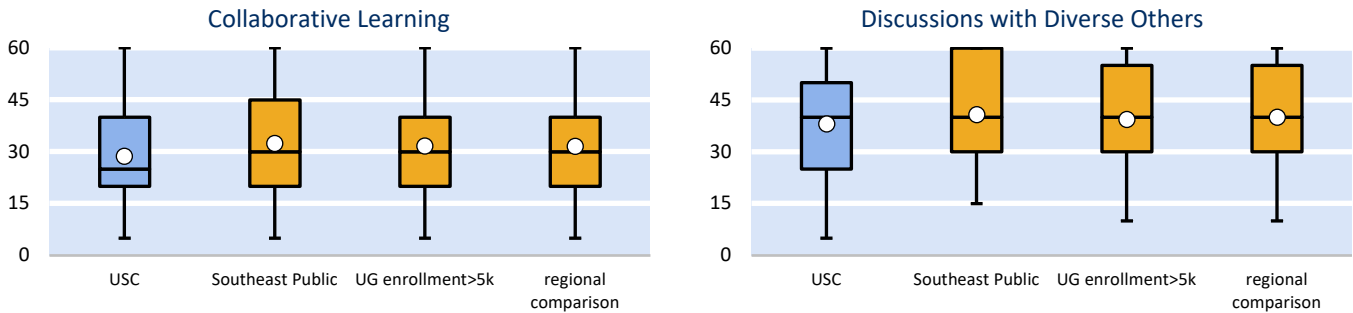 Collaborative Learning
60
45
30
15
0
USC
Southeast Public
UG enrollment>5k
regional
comparison
Discussions with Diverse Others
60
45
30
15
0
USC
Southeast Public
UG enrollment>5k
regional
comparison